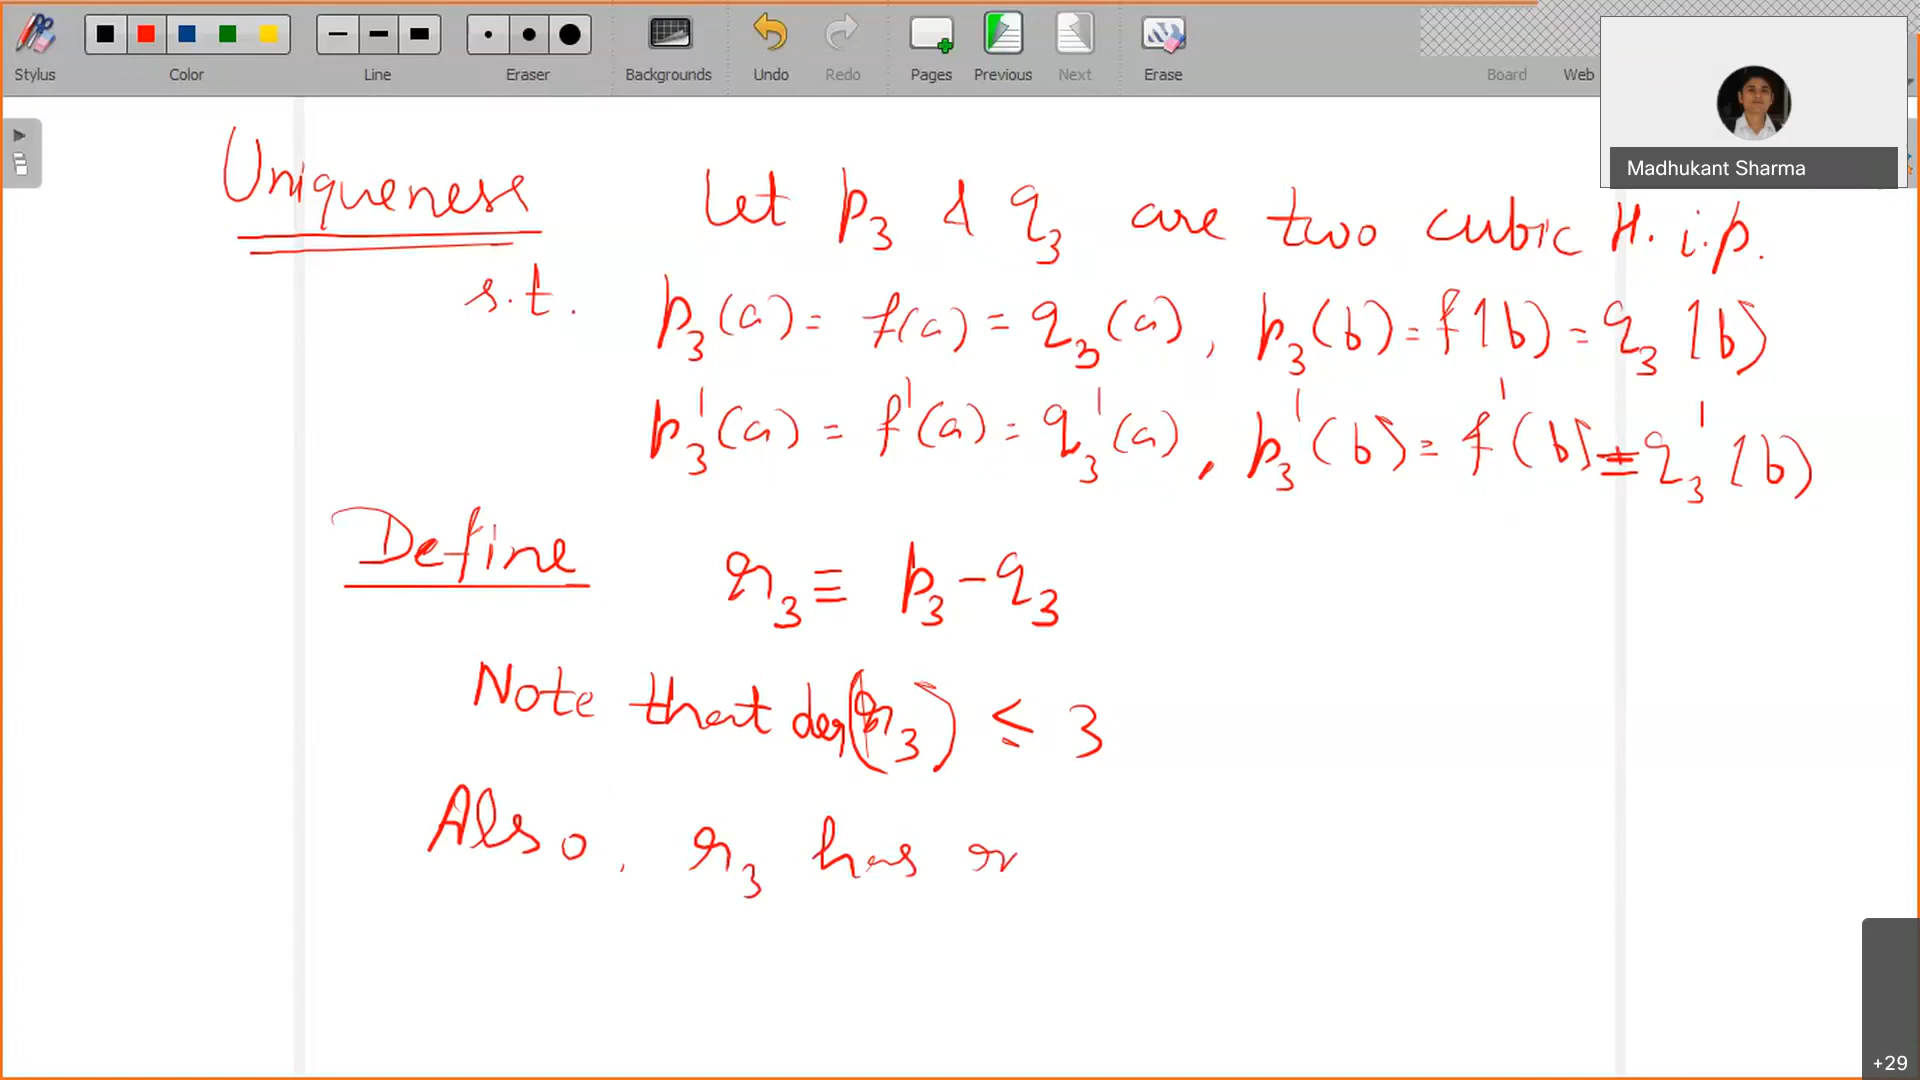 Stylus Color Line Eraser Backgrounds Undo Redo Pages Previous Next Erase Board Web
Madhukant Sharma
Uniqueness Let p₃ & q₃ are two cubic H.i.p.
s.t. p₃(a) = f(a) = q₃(a), p₃(b) = f(b) = q₃(b)
p₃'(a) = f'(a) = q₃'(a), p₃'(b) = f'(b) = q₃'(b)
Define r₃ ≡ p₃ - q₃
Note that deg(r₃) ≤ 3
Also, r₃ has
+29